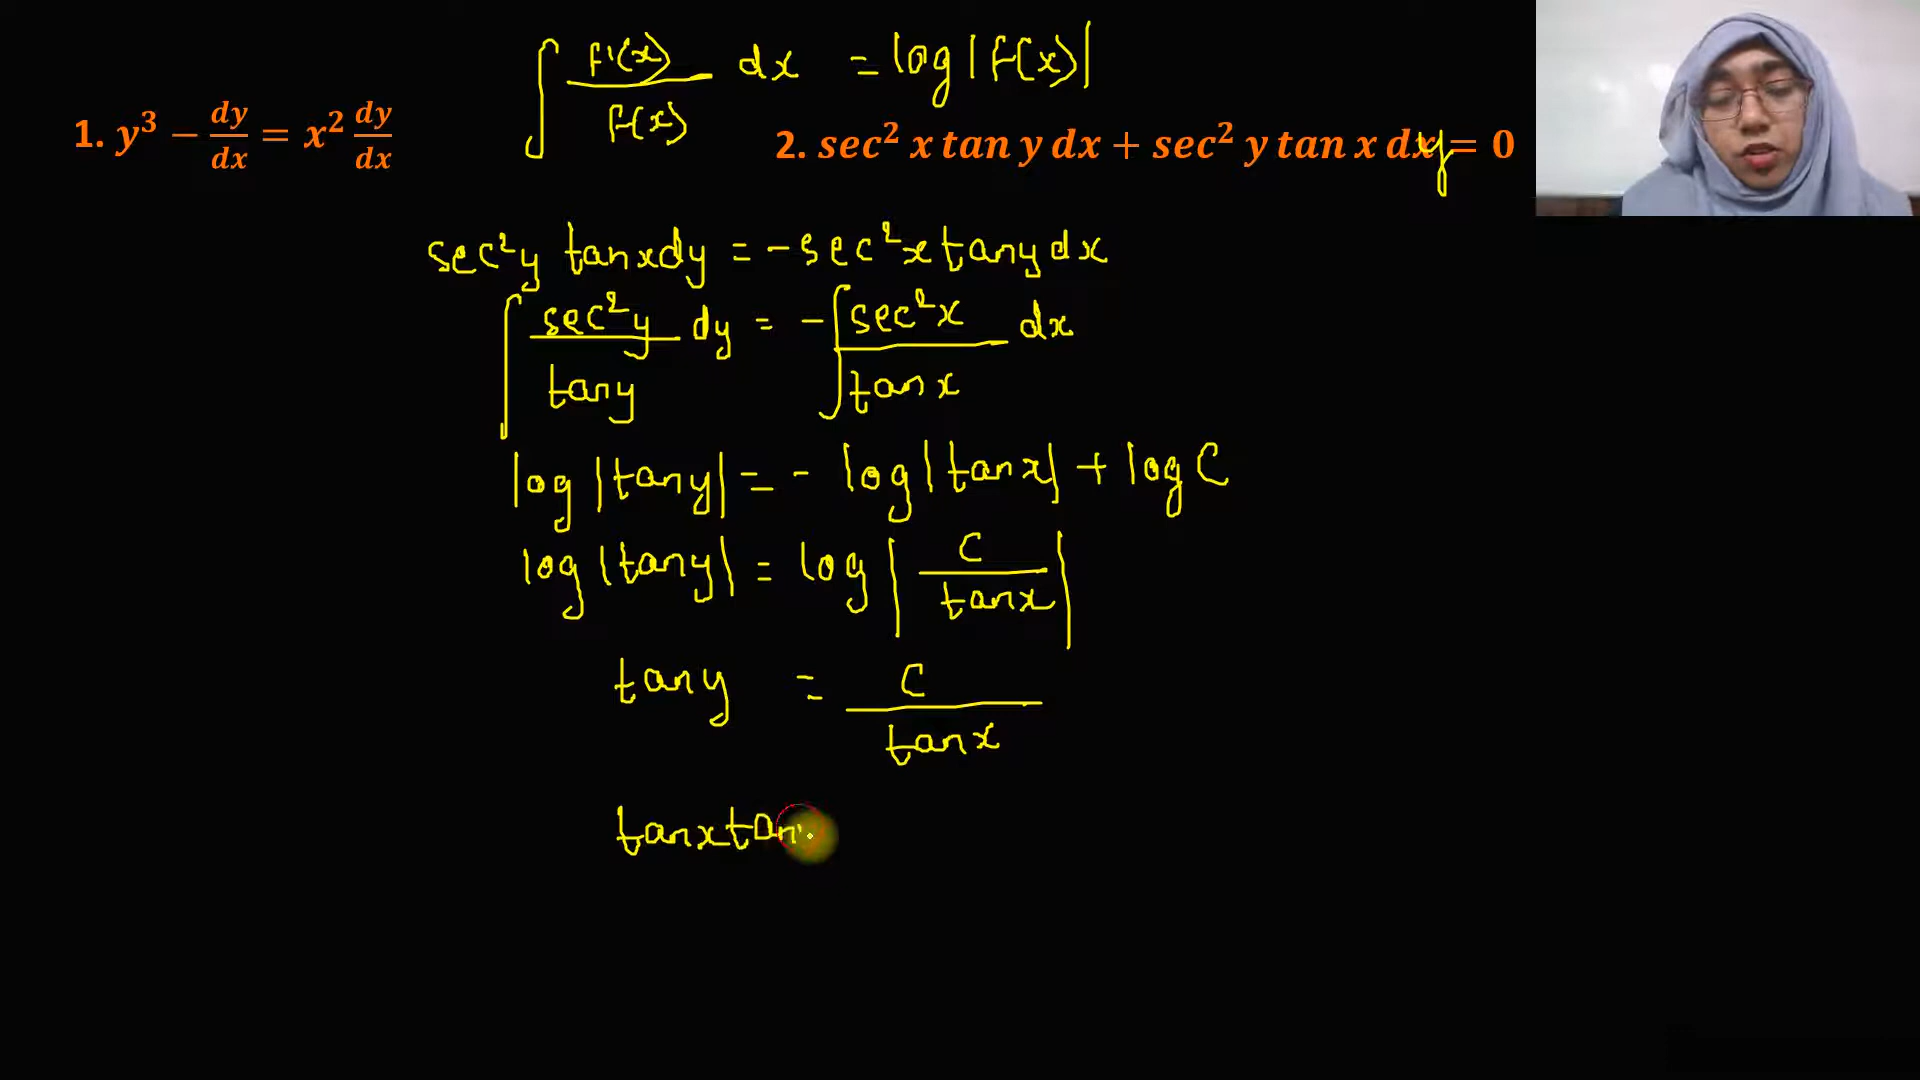 ∫ f'(x)/f(x) dx = log|f(x)|
1. y³ − dy/dx = x² dy/dx
2. sec² x tan y dx + sec² y tan x dy = 0
sec²y tanxdy = -sec²x tany dx
∫ sec²y/tany dy = -∫ sec²x/tanx dx
log|tany| = - log|tanx| + log C
log|tany| = log|C/tanx|
tany = C/tanx
tanxtan